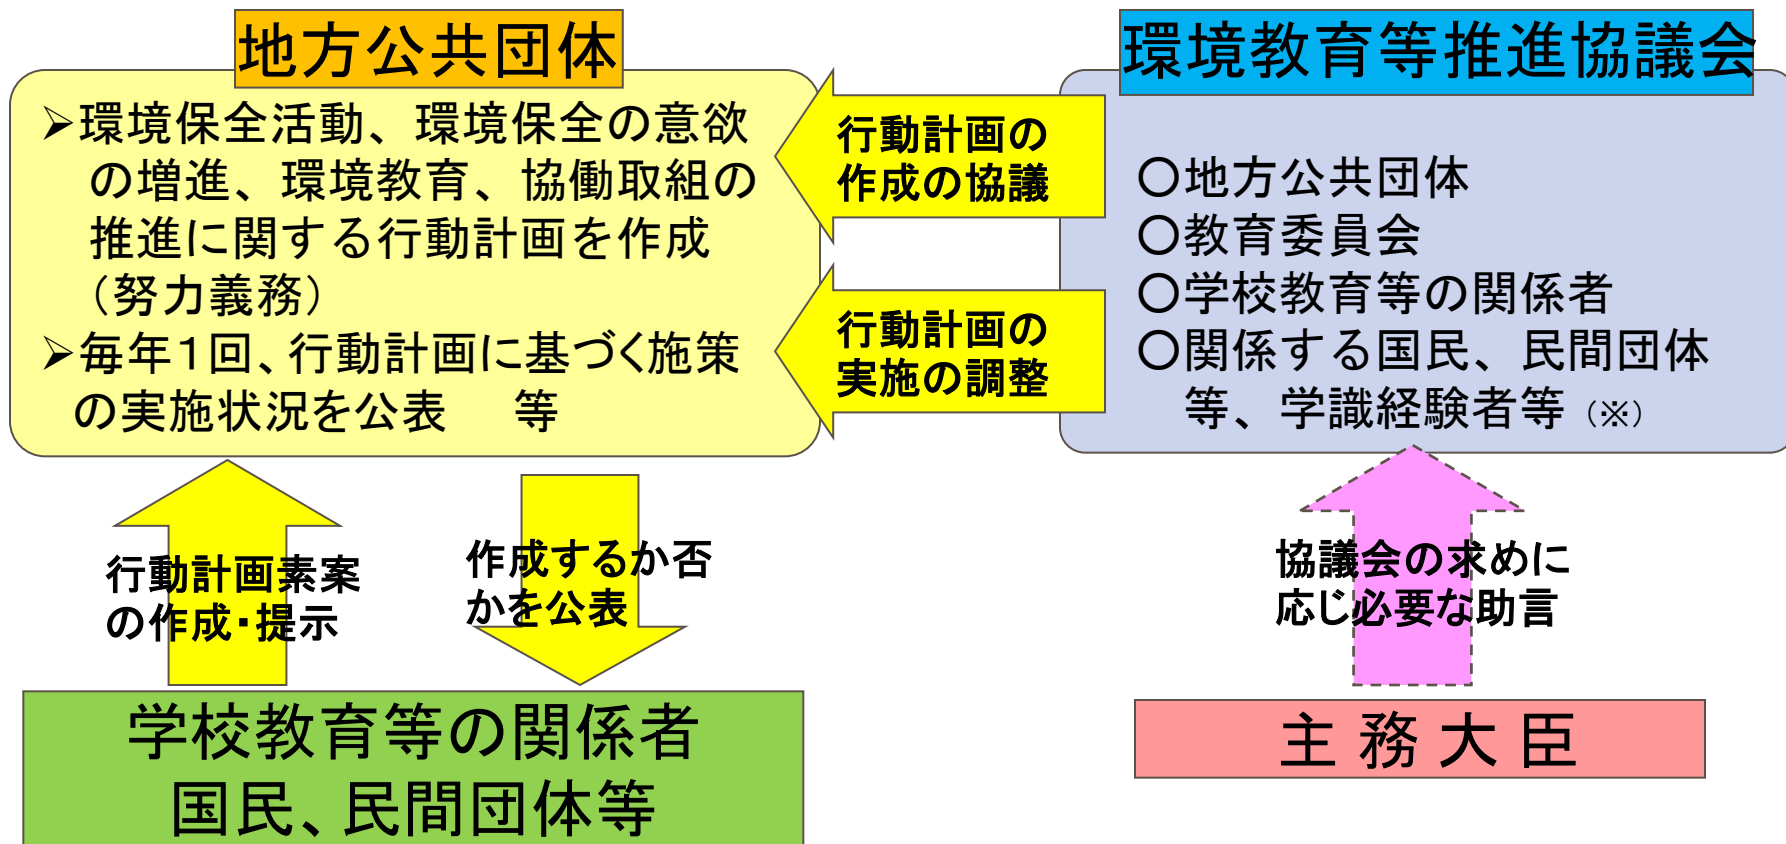 地方公共団体
➢環境保全活動、環境保全の意欲
の増進、環境教育、協働取組の
推進に関する行動計画を作成
（努力義務）
➢毎年１回、行動計画に基づく施策
の実施状況を公表　等
行動計画の
作成の協議
行動計画の
実施の調整
環境教育等推進協議会
○地方公共団体
○教育委員会
○学校教育等の関係者
○関係する国民、民間団体
等、学識経験者等（※）
行動計画素案
の作成・提示
作成するか否
かを公表
協議会の求めに
応じ必要な助言
学校教育等の関係者
国民、民間団体等
主務大臣